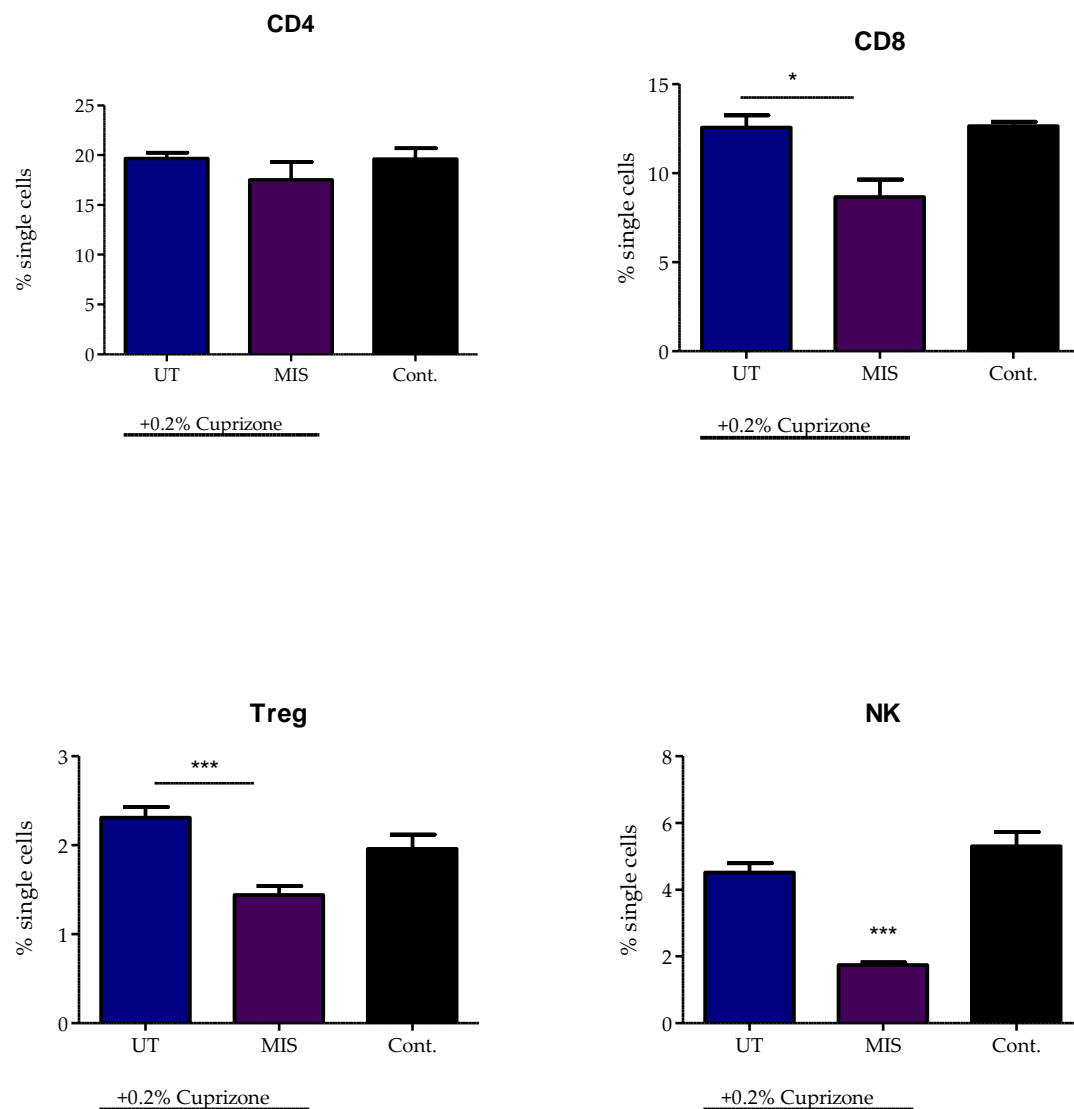 CD4
25
20
15
10
5
0
% single cells
UT MIS Cont.
+0.2% Cuprizone
CD8
*
15
10
5
0
% single cells
UT MIS Cont.
+0.2% Cuprizone
Treg
***
3
2
1
0
% single cells
UT MIS Cont.
+0.2% Cuprizone
NK
8
6
4
2
0
% single cells
***
UT MIS Cont.
+0.2% Cuprizone